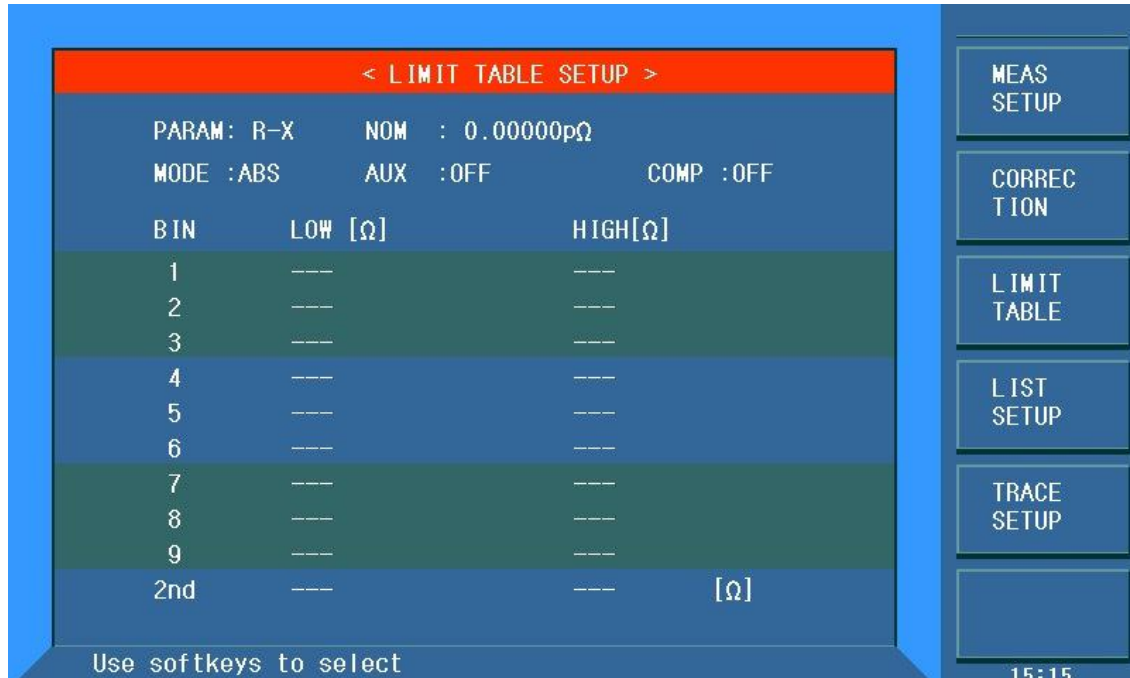 < LIMIT TABLE SETUP >
PARAM: R-X NOM : 0.00000pΩ
MODE :ABS AUX :OFF COMP :OFF
BIN LOW [Ω] HIGH[Ω]
1 --- ---
2 --- ---
3 --- ---
4 --- ---
5 --- ---
6 --- ---
7 --- ---
8 --- ---
9 --- ---
2nd --- --- [Ω]
Use softkeys to select
MEAS
SETUP
CORREC
TION
LIMIT
TABLE
LIST
SETUP
TRACE
SETUP
15:15